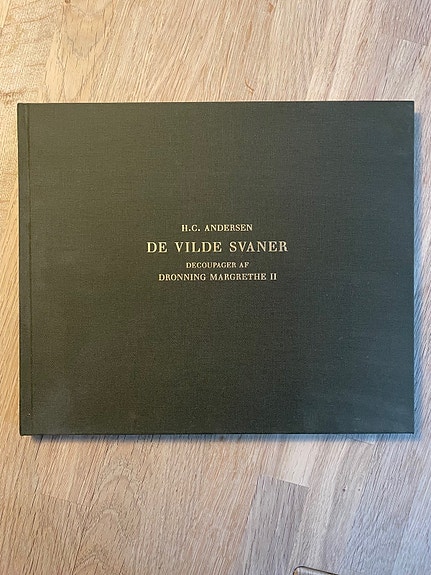 H.C. ANDERSEN
DE VILDE SVANER
DECOUPAGER AF
DRONNING MARGRETHE II